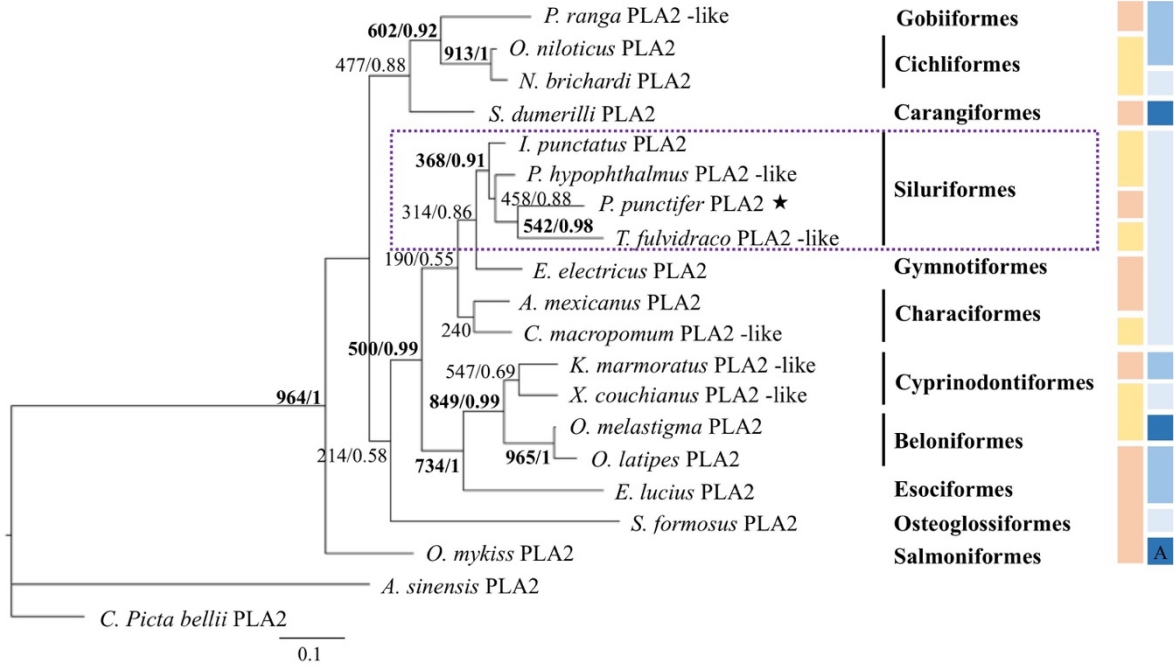 P. ranga PLA2 -like
Gobiiformes
602/0.92
O. niloticus PLA2
913/1
Cichliformes
477/0.88
N. brichardi PLA2
S. dumerilli PLA2
Carangiformes
I. punctatus PLA2
368/0.91
P. hypophthalmus PLA2 -like
Siluriformes
458/0.88
P. punctifer PLA2 ★
314/0.86
542/0.98
T. fulvidraco PLA2 -like
190/0.55
E. electricus PLA2
Gymnotiformes
A. mexicanus PLA2
Characiformes
240
C. macropomum PLA2 -like
500/0.99
K. marmoratus PLA2 -like
547/0.69
Cyprinodontiformes
X. couchianus PLA2 -like
964/1
849/0.99
O. melastigma PLA2
Beloniformes
214/0.58
965/1
O. latipes PLA2
734/1
E. lucius PLA2
Esociformes
S. formosus PLA2
Osteoglossiformes
O. mykiss PLA2
Salmoniformes
A
A. sinensis PLA2
C. Picta bellii PLA2
0.1